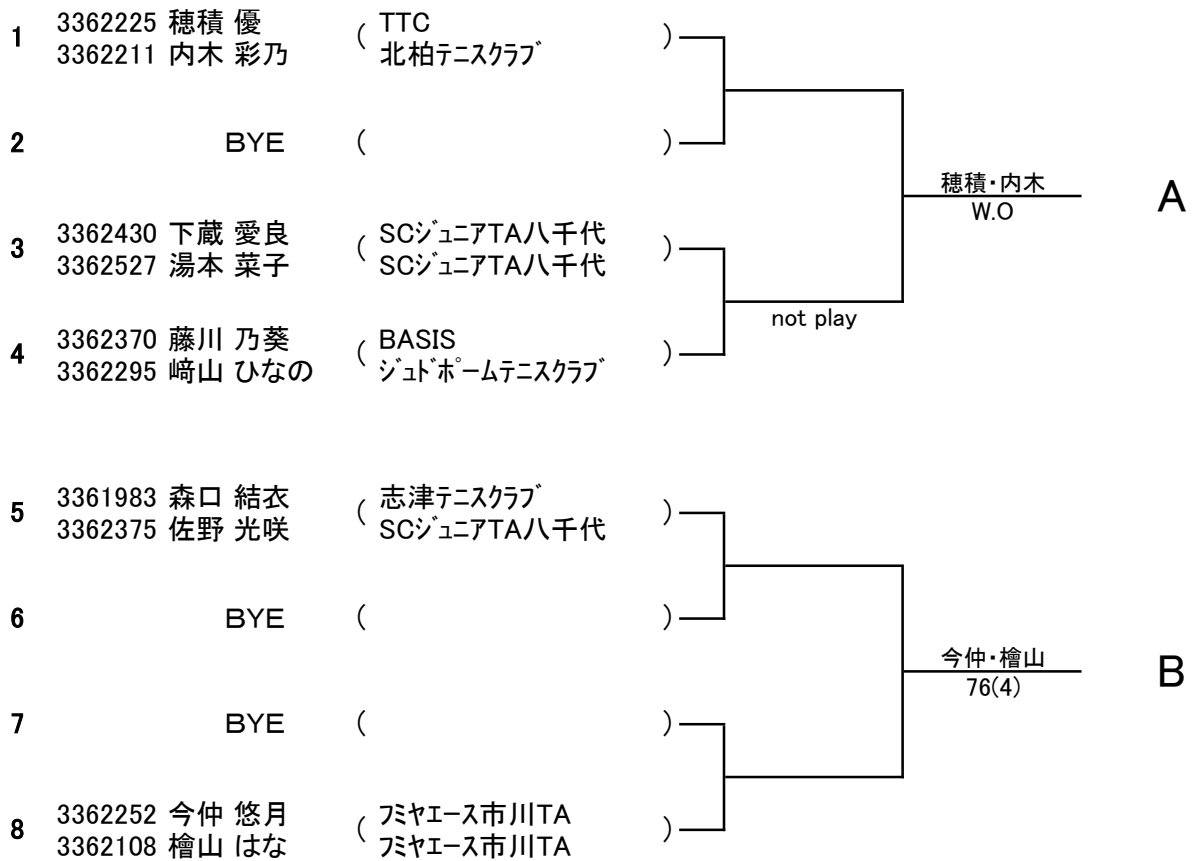 1 3362225 穂積 優 ( TTC )
3362211 内木 彩乃 北柏テニスクラブ
2 BYE ( )
穂積・内木 A
W.O
3 3362430 下蔵 愛良 ( SCジュニアTA八千代 )
3362527 湯本 菜子 SCジュニアTA八千代
not play
4 3362370 藤川 乃葵 ( BASIS )
3362295 﨑山 ひなの ジュドポームテニスクラブ
5 3361983 森口 結衣 ( 志津テニスクラブ )
3362375 佐野 光咲 SCジュニアTA八千代
6 BYE ( )
今仲・檜山 B
76(4)
7 BYE ( )
8 3362252 今仲 悠月 ( フミヤエース市川TA )
3362108 檜山 はな フミヤエース市川TA